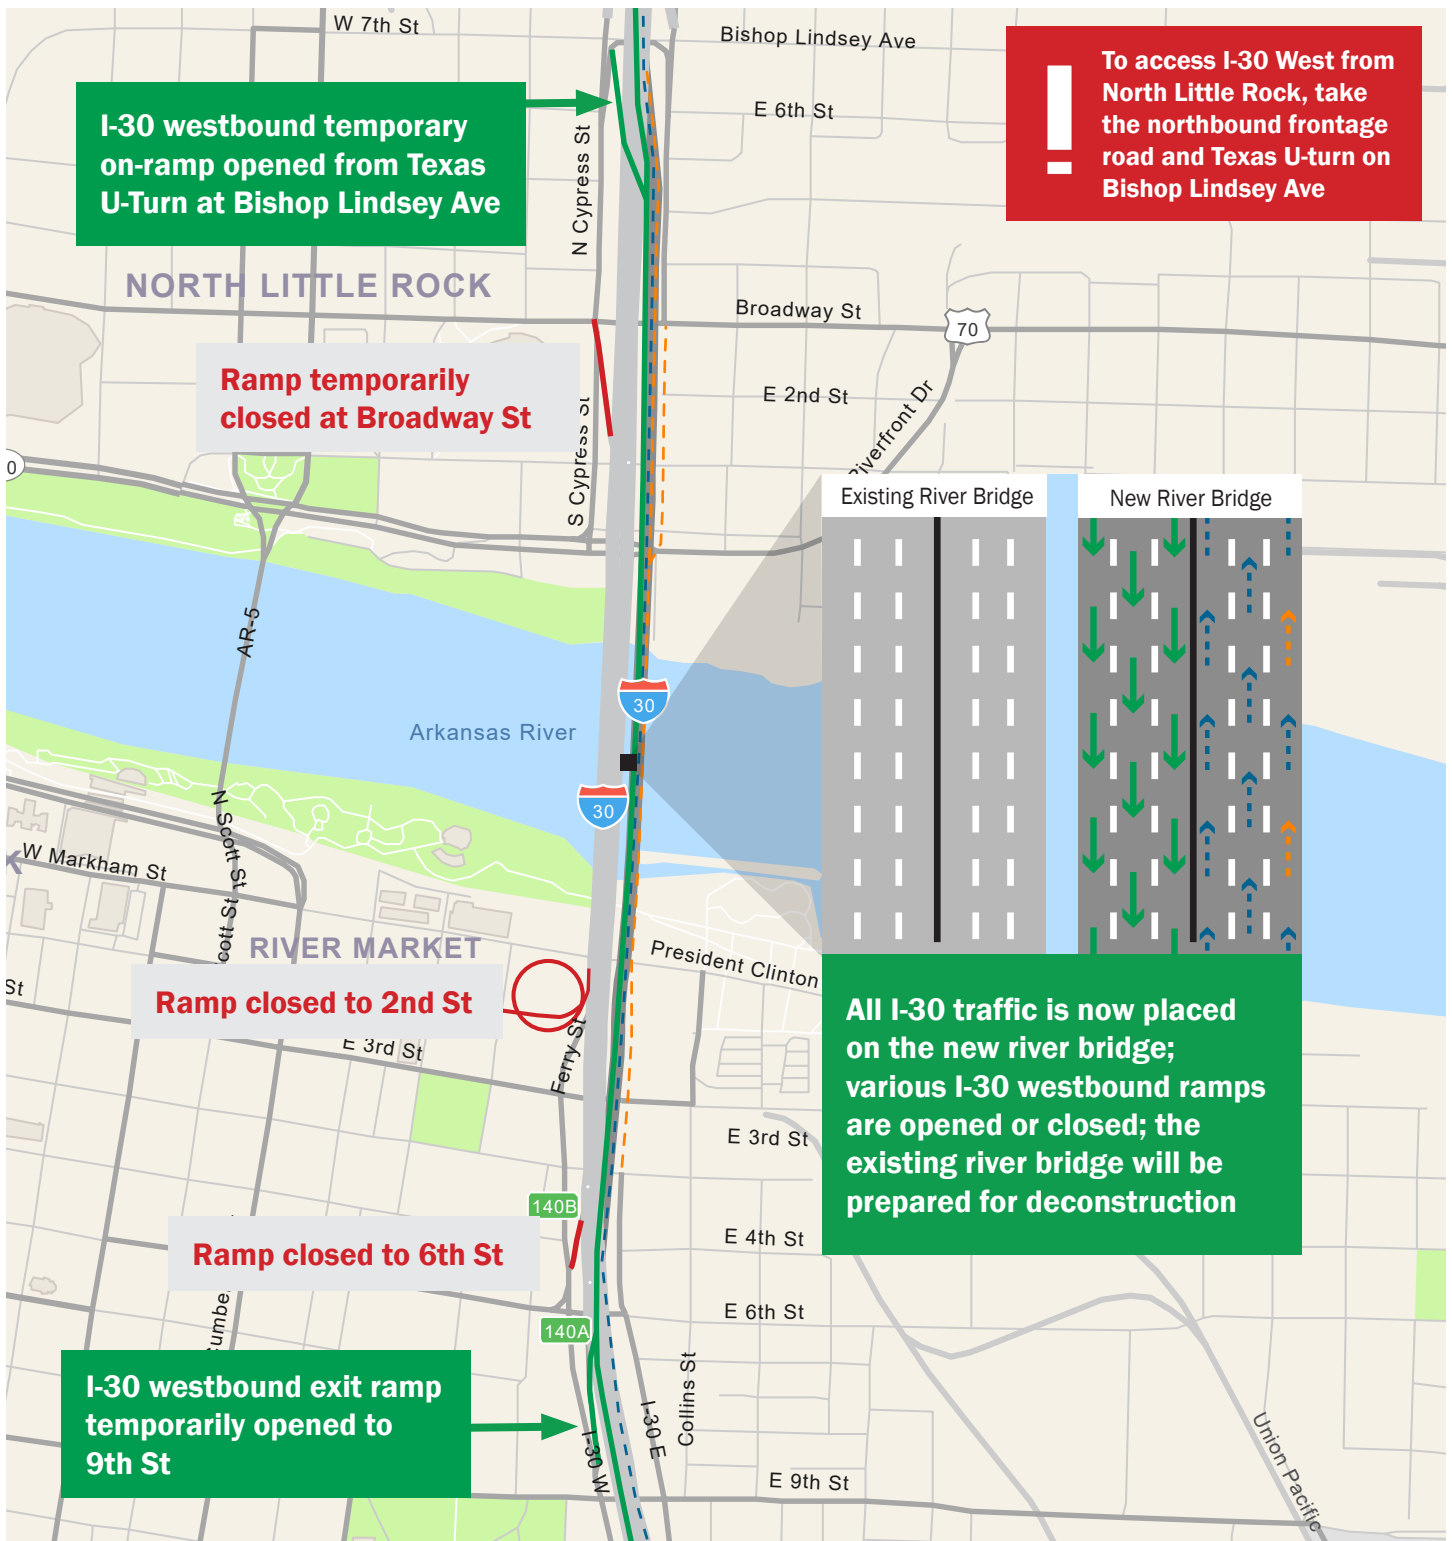 W 7th St
Bishop Lindsey Ave
To access I-30 West from
North Little Rock, take
the northbound frontage
road and Texas U-turn on
Bishop Lindsey Ave
!
I-30 westbound temporary
on-ramp opened from Texas
U-Turn at Bishop Lindsey Ave
E 6th St
N Cypress St
NORTH LITTLE ROCK
Broadway St
70
Ramp temporarily
closed at Broadway St
E 2nd St
Riverfront Dr
S Cypress St
0
Existing River Bridge
New River Bridge
AR-5
30
Arkansas River
30
N Scott St
W Markham St
K
cott St
RIVER MARKET
President Clinton
St
Ramp closed to 2nd St
E 3rd St
Ferry St
All I-30 traffic is now placed
on the new river bridge;
various I-30 westbound ramps
are opened or closed; the
existing river bridge will be
prepared for deconstruction
E 3rd St
140B
Ramp closed to 6th St
E 4th St
E 6th St
Cumbe
140A
I-30 westbound exit ramp
temporarily opened to
9th St
I-30 W
I-30 E
Collins St
E 9th St
Union Pacific